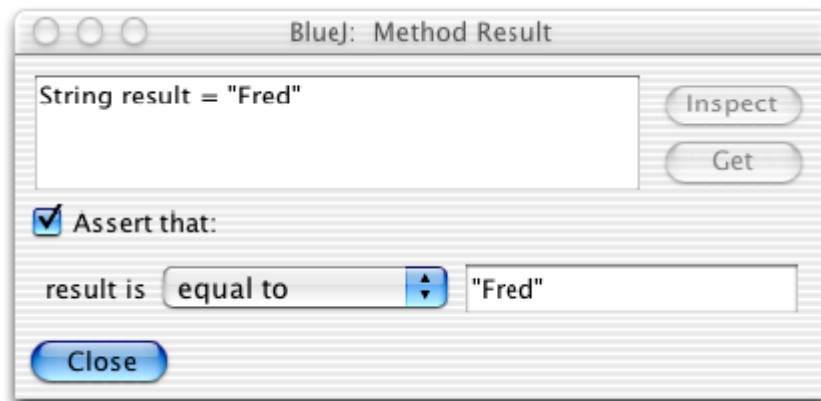 BlueJ: Method Result
String result = "Fred"
Inspect
Get
Assert that:
result is equal to "Fred"
Close